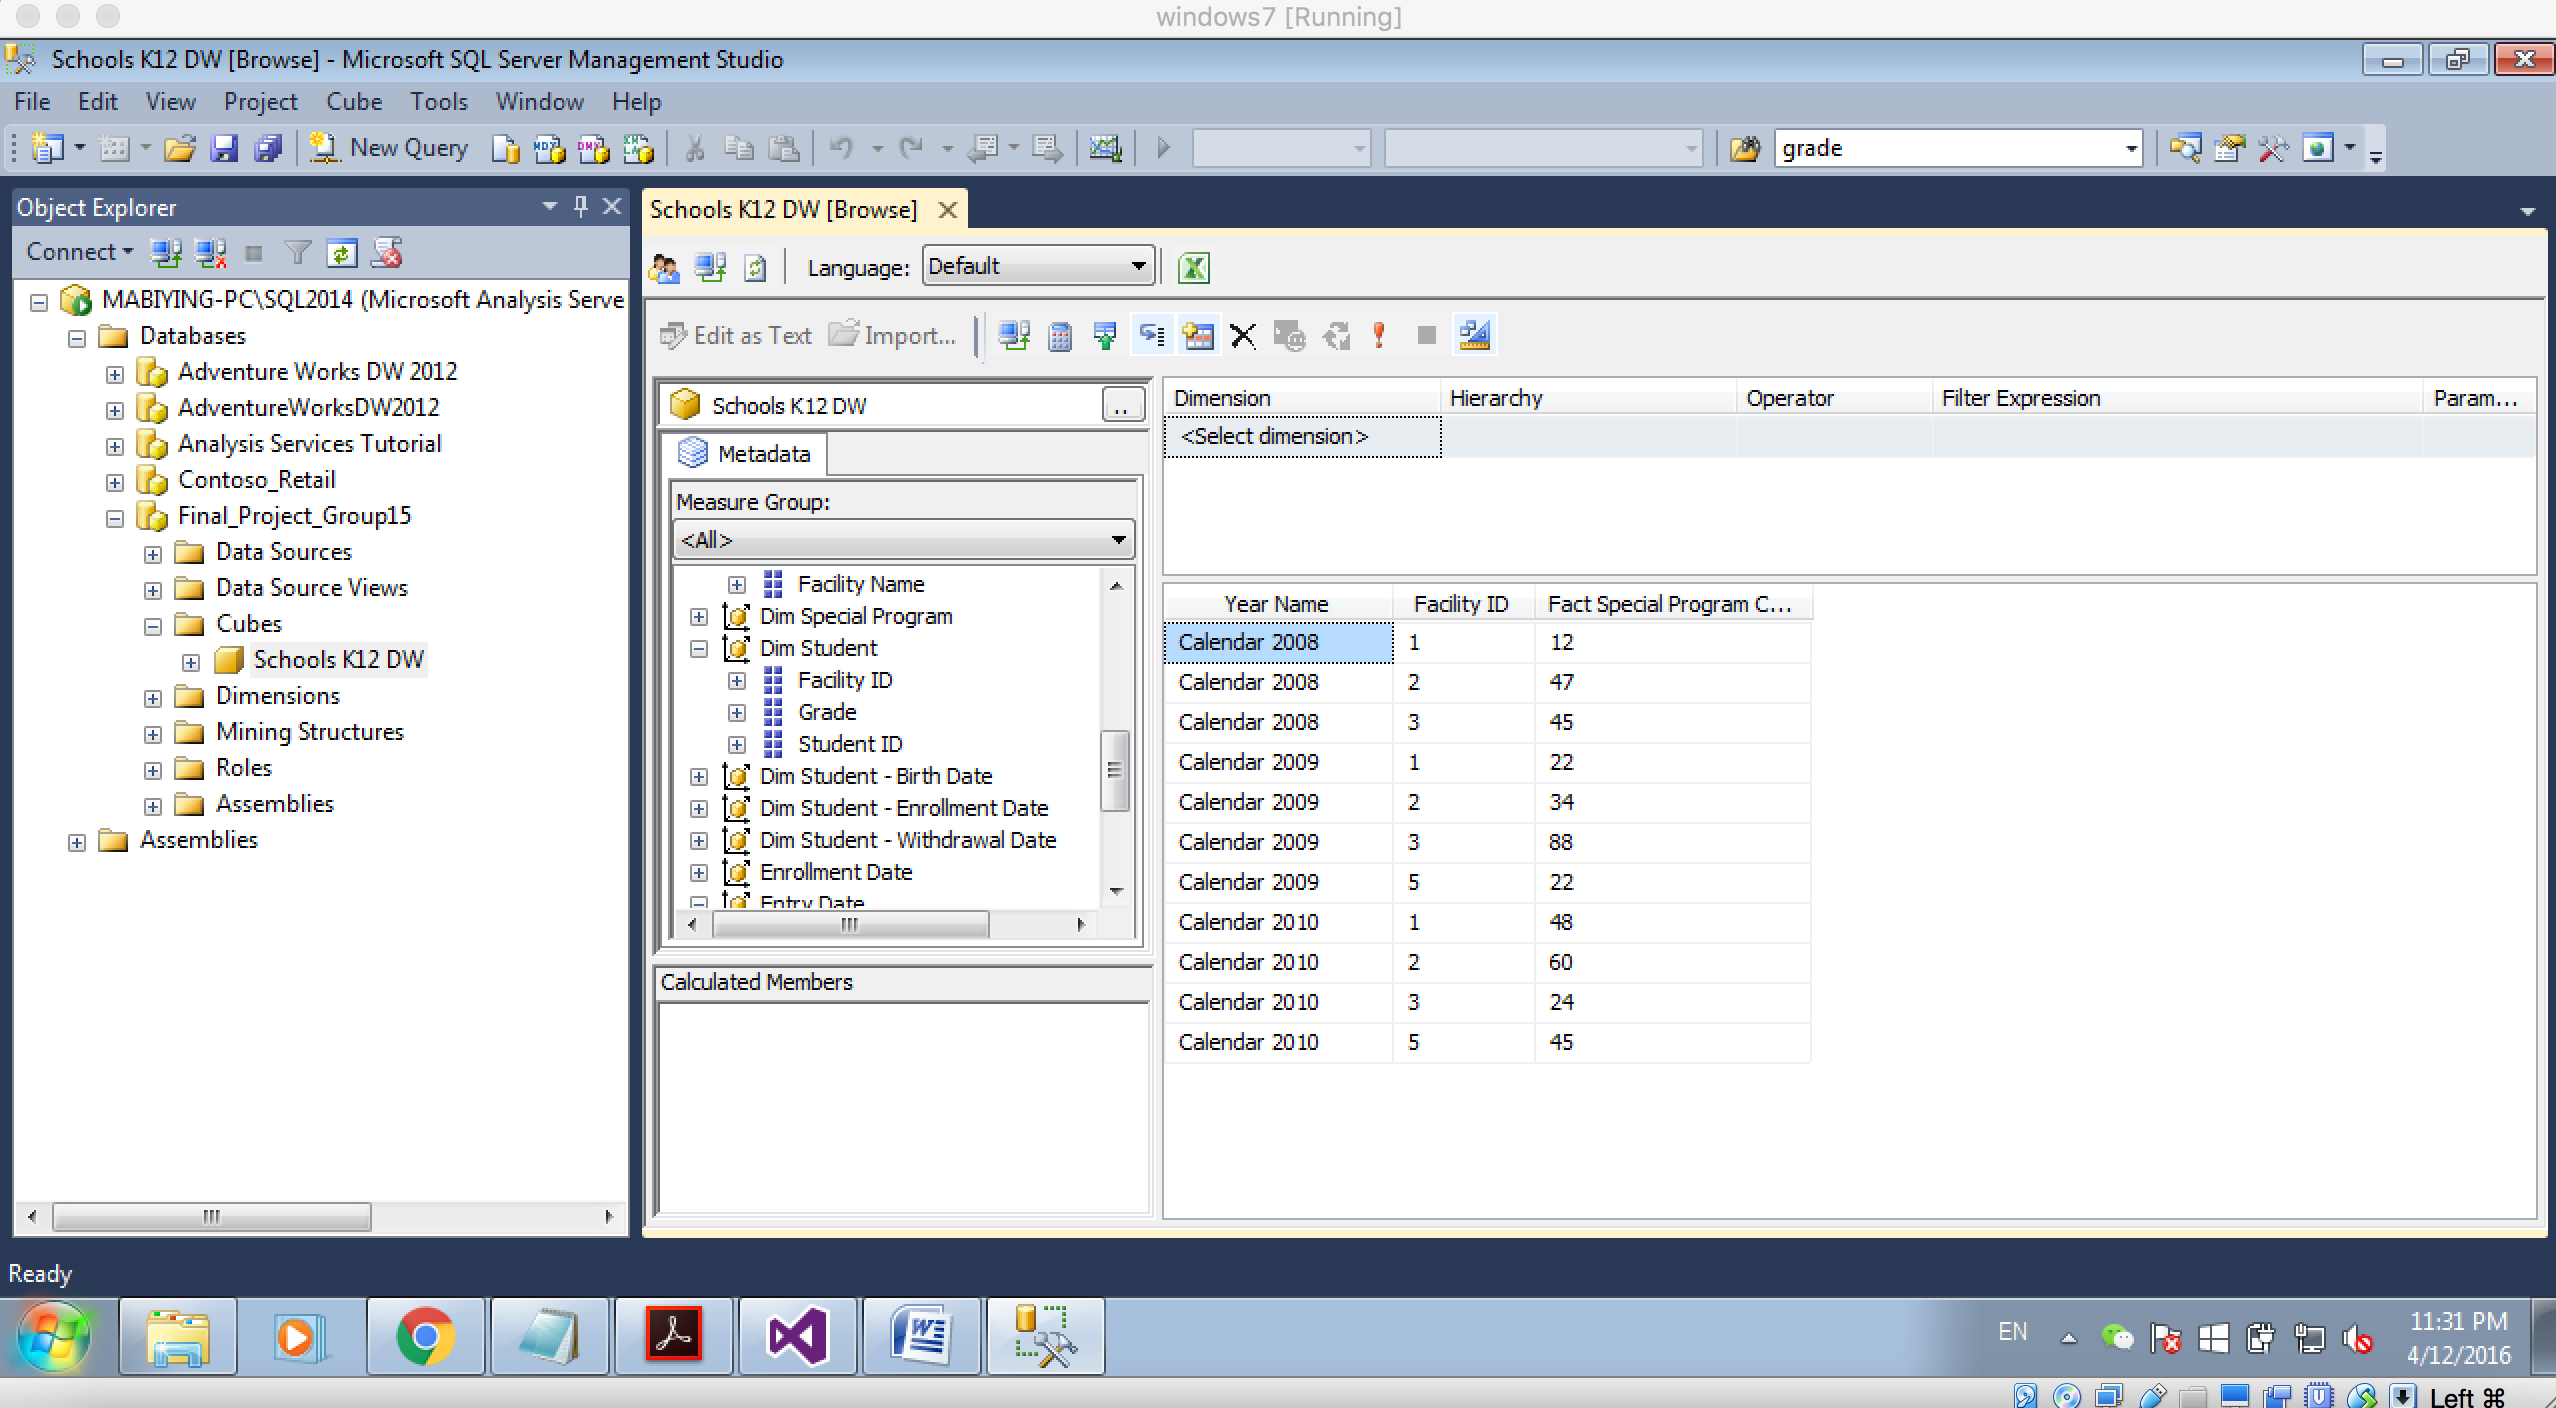 windows7 [Running]
Schools K12 DW [Browse] - Microsoft SQL Server Management Studio
File Edit View Project Cube Tools Window Help
New Query grade
Object Explorer
Connect
MABIYING-PC\SQL2014 (Microsoft Analysis Serve
Databases
Adventure Works DW 2012
AdventureWorksDW2012
Analysis Services Tutorial
Contoso_Retail
Final_Project_Group15
Data Sources
Data Source Views
Cubes
Schools K12 DW
Dimensions
Mining Structures
Roles
Assemblies
Assemblies
Schools K12 DW [Browse]
Language: Default
Edit as Text Import...
Schools K12 DW ..
Metadata
Measure Group:
<All>
Facility Name
Dim Special Program
Dim Student
Facility ID
Grade
Student ID
Dim Student - Birth Date
Dim Student - Enrollment Date
Dim Student - Withdrawal Date
Enrollment Date
Entry Date
Calculated Members
Dimension Hierarchy Operator Filter Expression Param...
<Select dimension>
Year Name Facility ID Fact Special Program C...
Calendar 2008 1 12
Calendar 2008 2 47
Calendar 2008 3 45
Calendar 2009 1 22
Calendar 2009 2 34
Calendar 2009 3 88
Calendar 2009 5 22
Calendar 2010 1 48
Calendar 2010 2 60
Calendar 2010 3 24
Calendar 2010 5 45
Ready
EN
11:31 PM
4/12/2016
Left ⌘